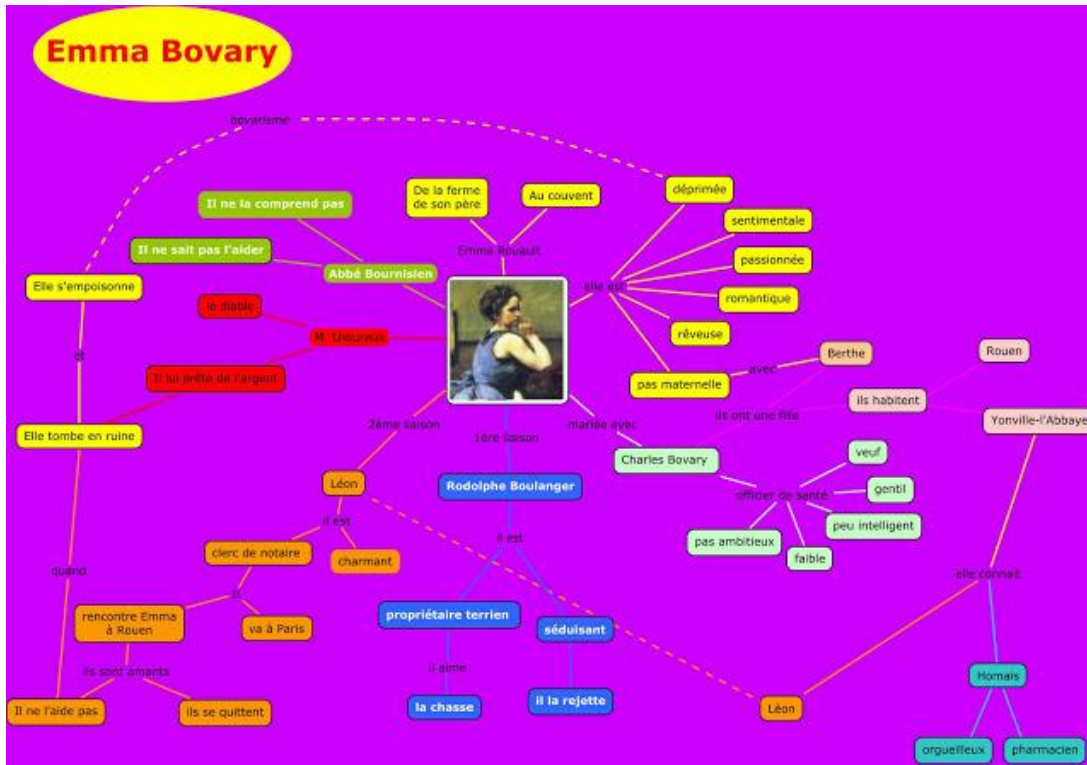 Emma Bovary
bovarisme
Il ne la comprend pas
De la ferme
de son père
Au couvent
déprimée
sentimentale
Il ne sait pas l'aider
Emma Rouault
passionnée
Abbé Bournisien
Elle s'empoisonne
elle est
romantique
le diable
rêveuse
M. Lheureux
et
Il lui prête de l'argent
pas maternelle
avec
Berthe
Rouen
ils habitent
ils ont une fille
Yonville-l'Abbaye
2ème liaison
1ère liaison
mariée avec
Elle tombe en ruine
Charles Bovary
veuf
Léon
Rodolphe Boulanger
officier de santé
gentil
il est
il est
peu intelligent
pas ambitieux
faible
clerc de notaire
charmant
quand
elle connait
il
rencontre Emma
à Rouen
va à Paris
propriétaire terrien
séduisant
ils sont amants
il aime
Homais
Il ne l'aide pas
ils se quittent
la chasse
il la rejette
Léon
orgueilleux
pharmacien